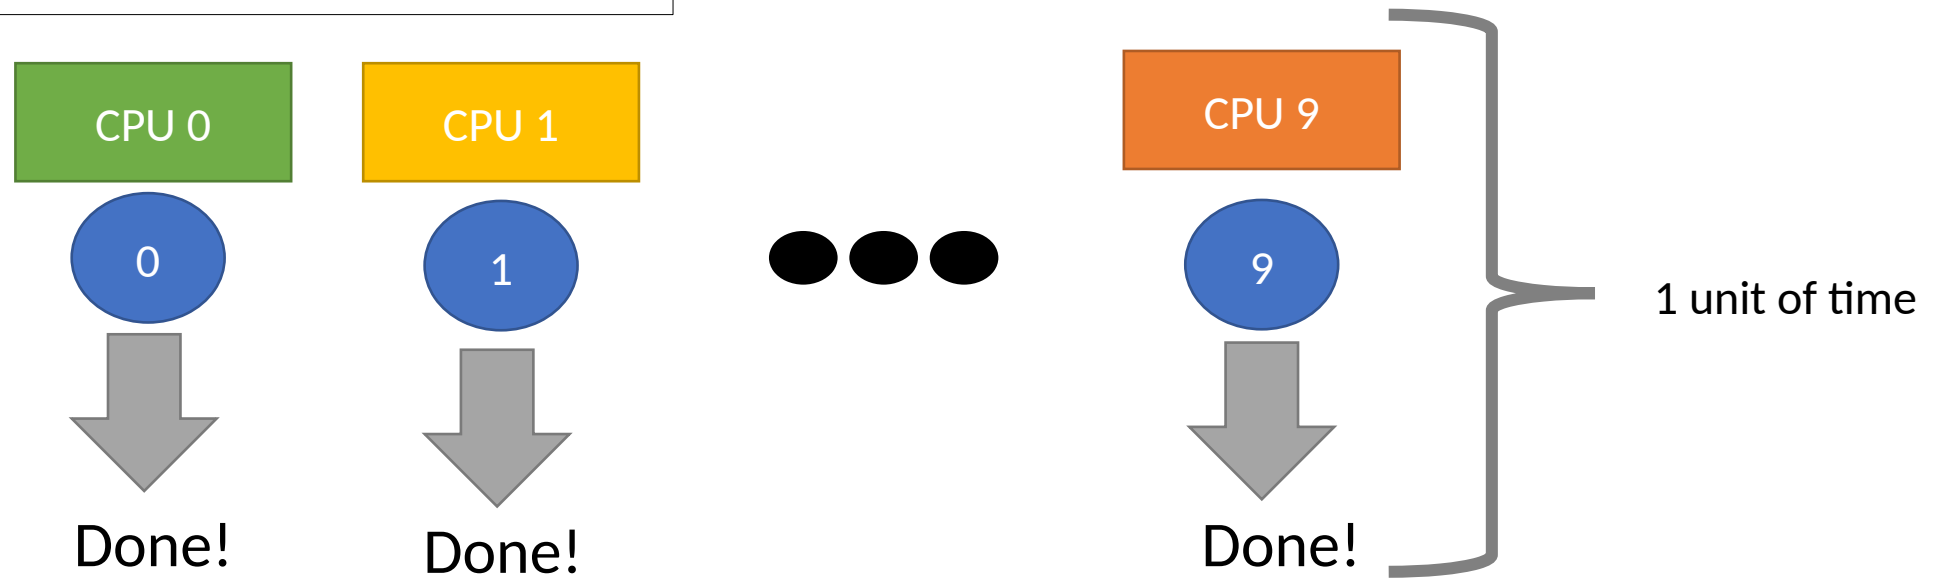 CPU 0
CPU 1
CPU 9
0
1
9
1 unit of time
Done!
Done!
Done!